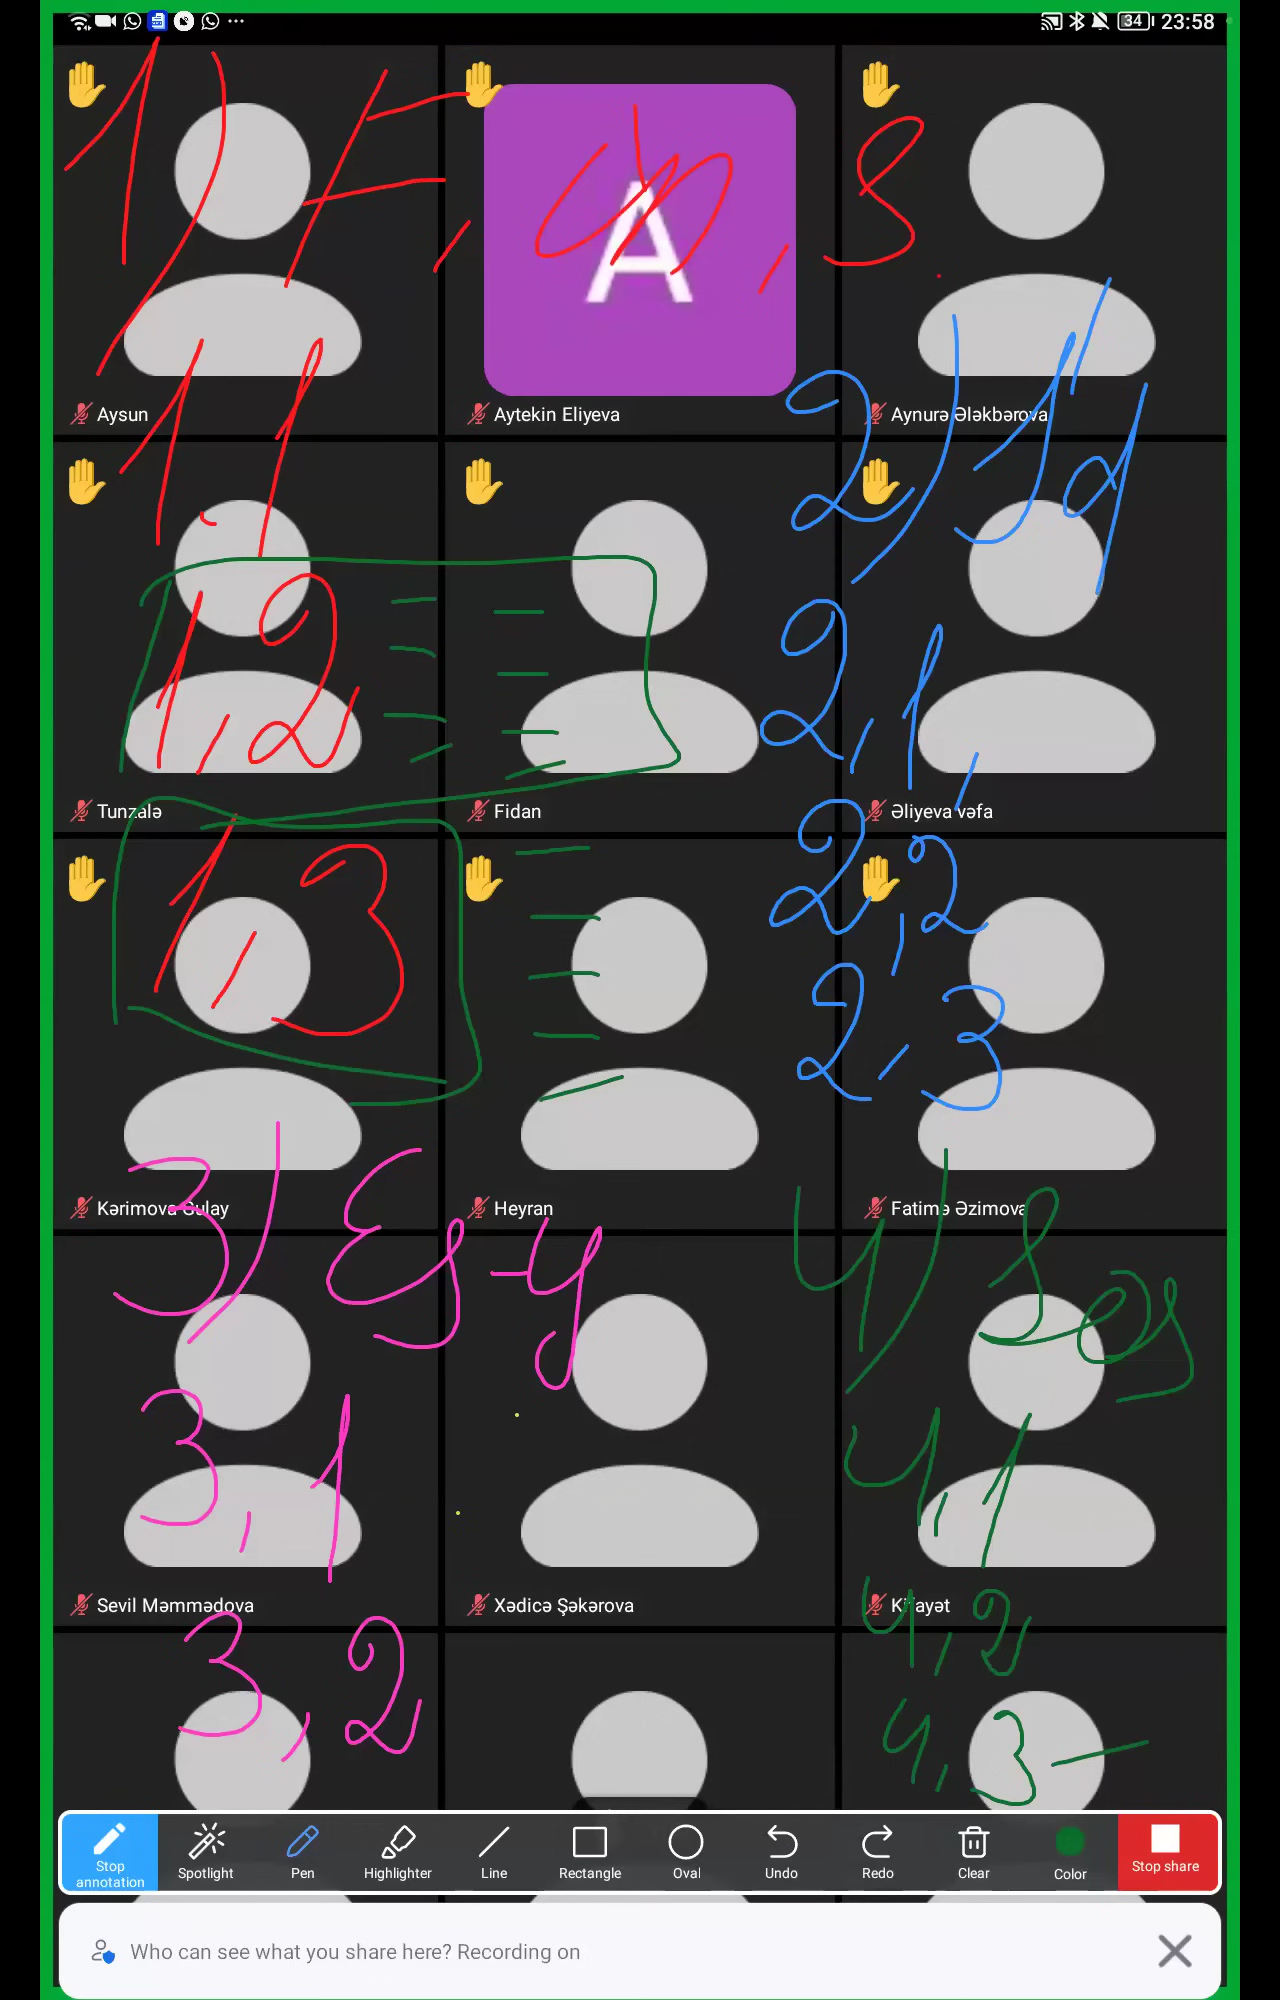 34 23:58
A
Aysun
Aytekin Eliyeva
Aynurə Ələkbərova
1)
2)
1,1
Tunzalə
Fidan
Əliyeva vəfa
1,2,
2,1,
1,3
2,2
2,3
Kərimova Gulay
Heyran
Fatimə Əzimova
3)
4)
3,1
4,1
Sevil Məmmədova
Xədicə Şəkərova
Kifayət
3,2,
4,2,
4,3 —
Stop annotation
Spotlight
Pen
Highlighter
Line
Rectangle
Oval
Undo
Redo
Clear
Color
Stop share
Who can see what you share here? Recording on